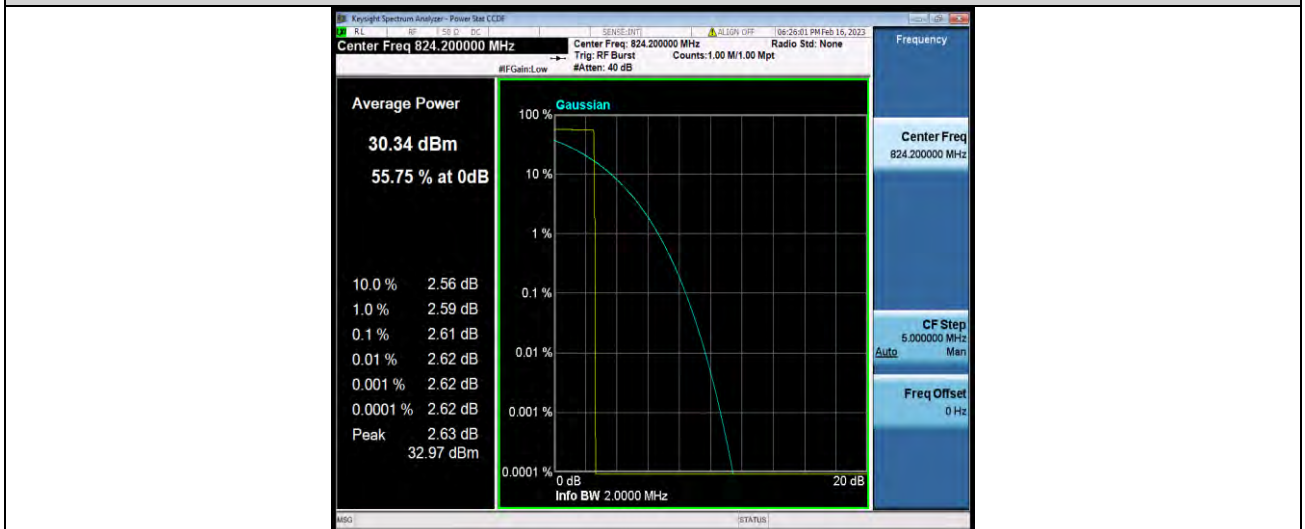 Keysight Spectrum Analyzer - Power Stat CCDF
RL RF 50 Ω DC SENSE:INT ALIGN OFF 06:26:01 PM Feb 16, 2023
Center Freq 824.200000 MHz
Center Freq: 824.200000 MHz Radio Std: None
Trig: RF Burst Counts:1.00 M/1.00 Mpt
#IFGain:Low #Atten: 40 dB
Frequency
Average Power
30.34 dBm
55.75 % at 0dB
10.0 % 2.56 dB
1.0 % 2.59 dB
0.1 % 2.61 dB
0.01 % 2.62 dB
0.001 % 2.62 dB
0.0001 % 2.62 dB
Peak 2.63 dB
32.97 dBm
Gaussian
100 %
10 %
1 %
0.1 %
0.01 %
0.001 %
0.0001 %
0 dB 20 dB
Info BW 2.0000 MHz
Center Freq
824.200000 MHz
CF Step
5.000000 MHz
Auto Man
Freq Offset
0 Hz
MSG STATUS